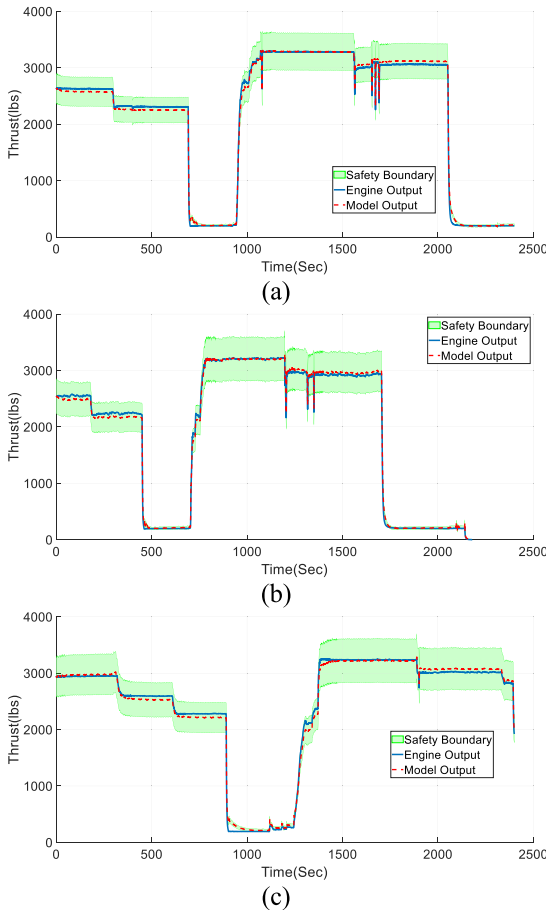 4000
3000
2000
1000
0
Thrust(lbs)
Safety Boundary
Engine Output
Model Output
0 500 1000 1500 2000 2500
Time(Sec)
(a)
4000
3000
2000
1000
0
Thrust(lbs)
Safety Boundary
Engine Output
Model Output
0 500 1000 1500 2000 2500
Time(Sec)
(b)
4000
3000
2000
1000
0
Thrust(lbs)
Safety Boundary
Engine Output
Model Output
0 500 1000 1500 2000 2500
Time(Sec)
(c)